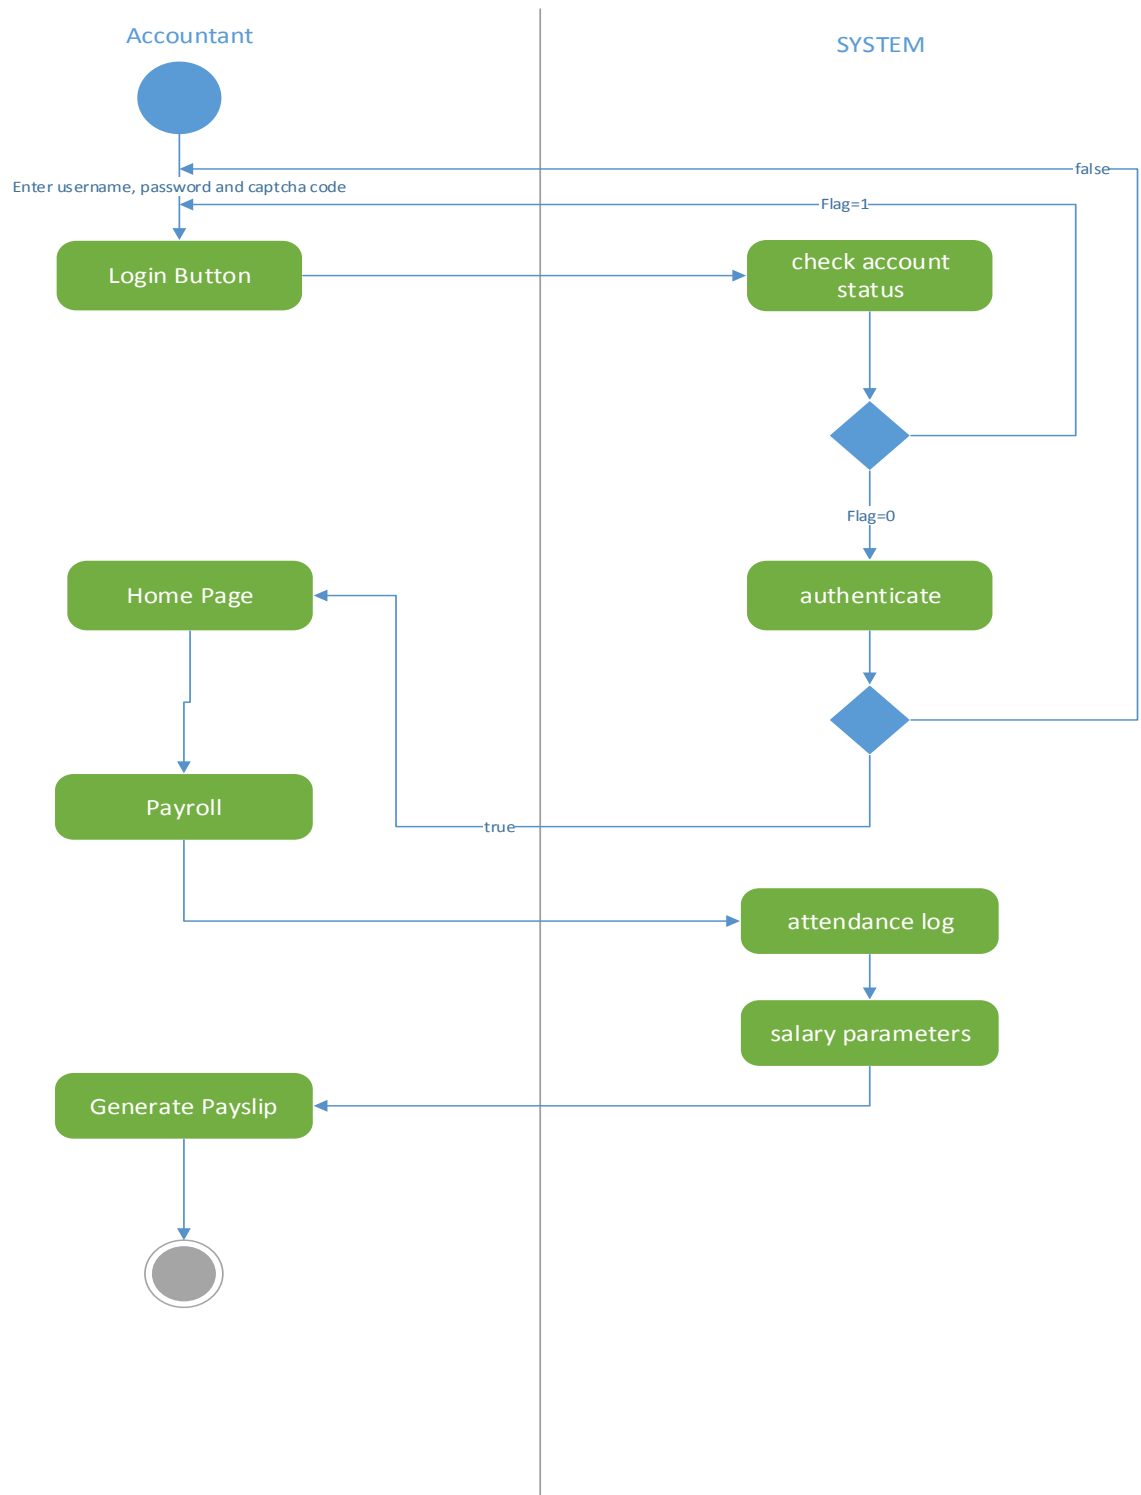 Accountant
SYSTEM
false
Enter username, password and captcha code
Flag=1
Login Button
check account
status
Flag=0
Home Page
authenticate
Payroll
true
attendance log
salary parameters
Generate Payslip